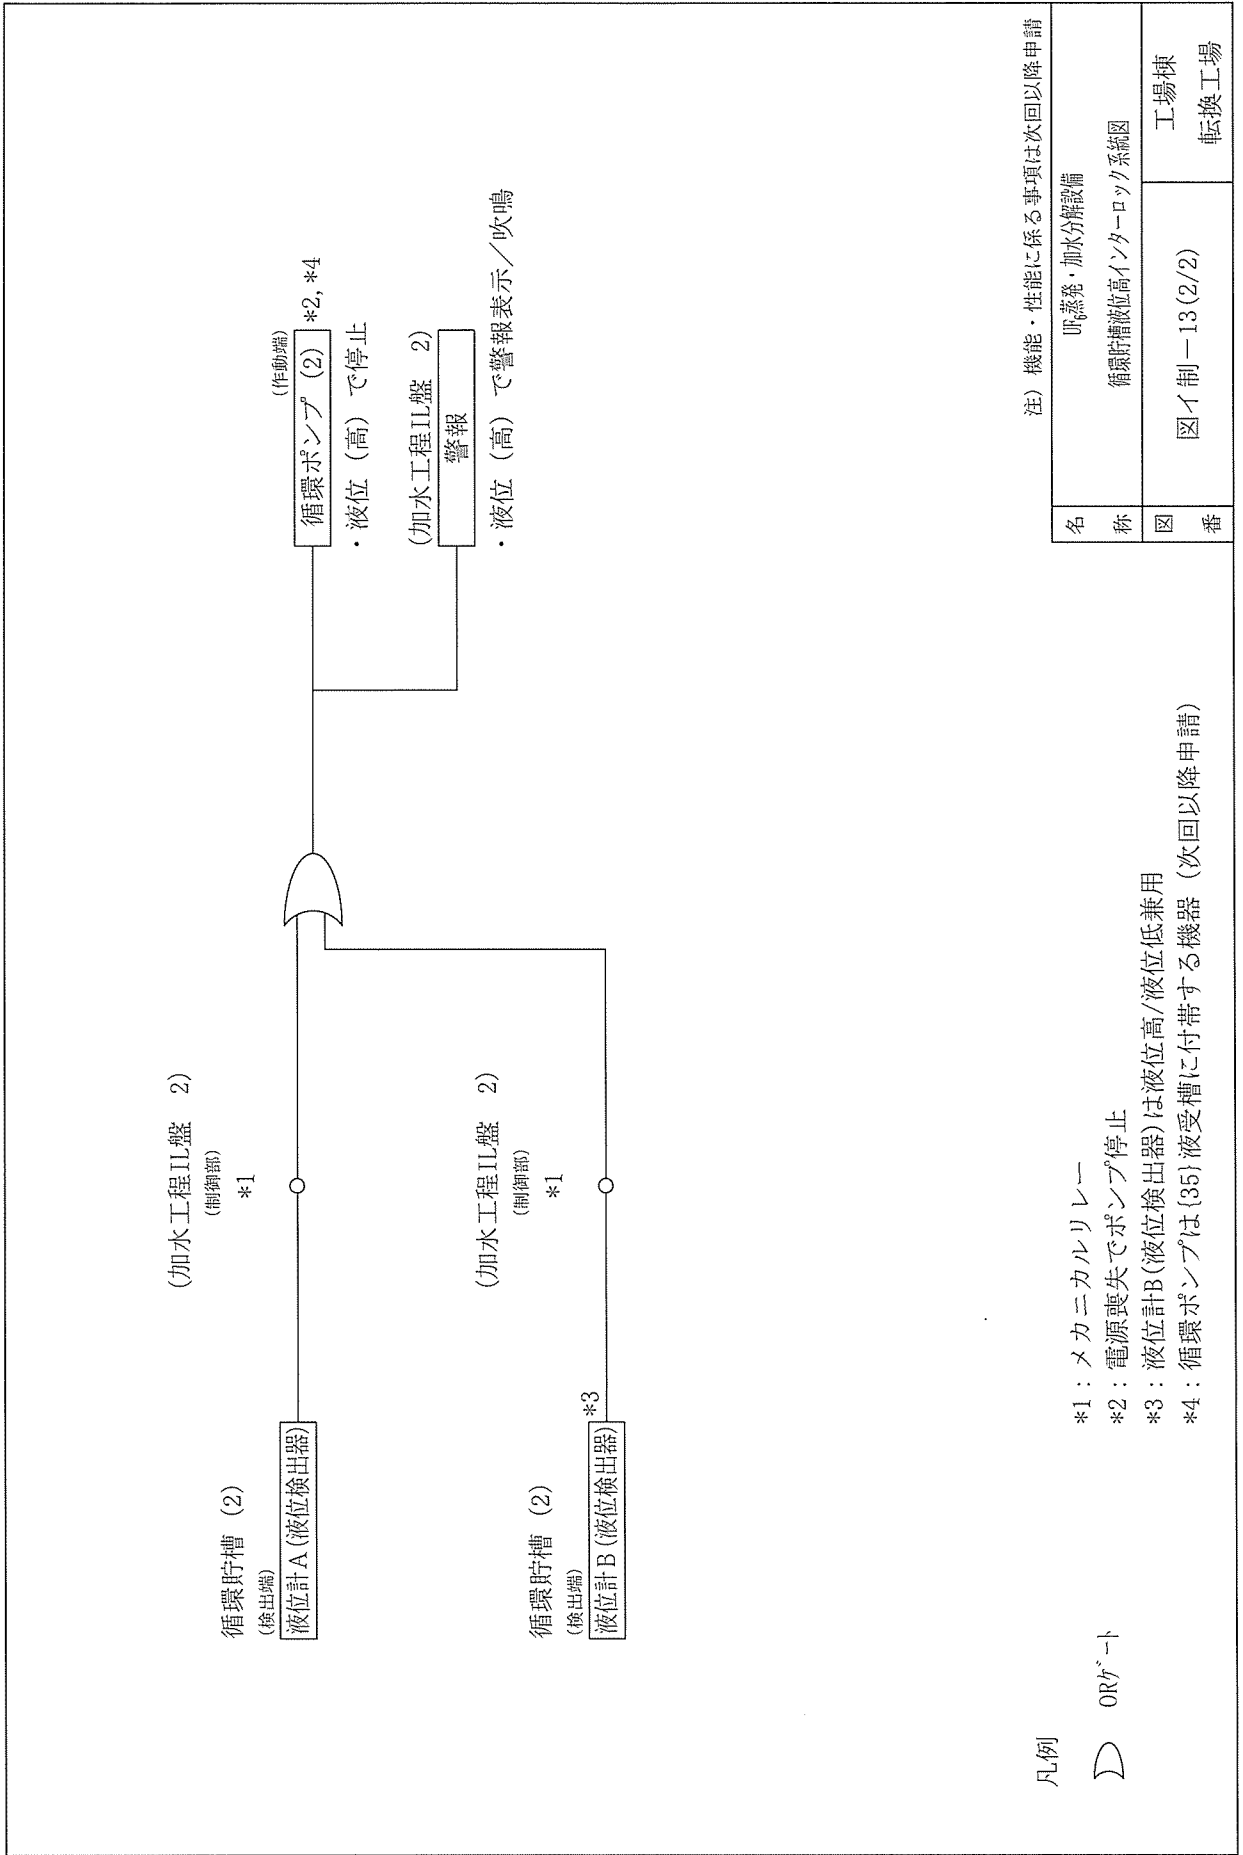 循環貯槽 (2)
(検出端)
液位計A(液位検出器)
(加水工程IL盤 2)
(制御部)
*1
(作動端)
循環ポンプ (2) *2, *4
・液位(高)で停止
(加水工程IL盤 2)
警報
・液位(高)で警報表示/吹鳴
循環貯槽 (2)
(検出端)
液位計B(液位検出器) *3
(加水工程IL盤 2)
(制御部)
*1
凡例
ORゲート
*1:メカニカルリレー
*2:電源喪失でポンプ停止
*3:液位計B(液位検出器)は液位高/液位低兼用
*4:循環ポンプは{35}液受槽に付帯する機器(次回以降申請)
注)機能・性能に係る事項は次回以降申請
名称
UF₆蒸発・加水分解設備
循環貯槽液位高インターロック系統図
図番
図イ制-13(2/2)
工場棟
転換工場